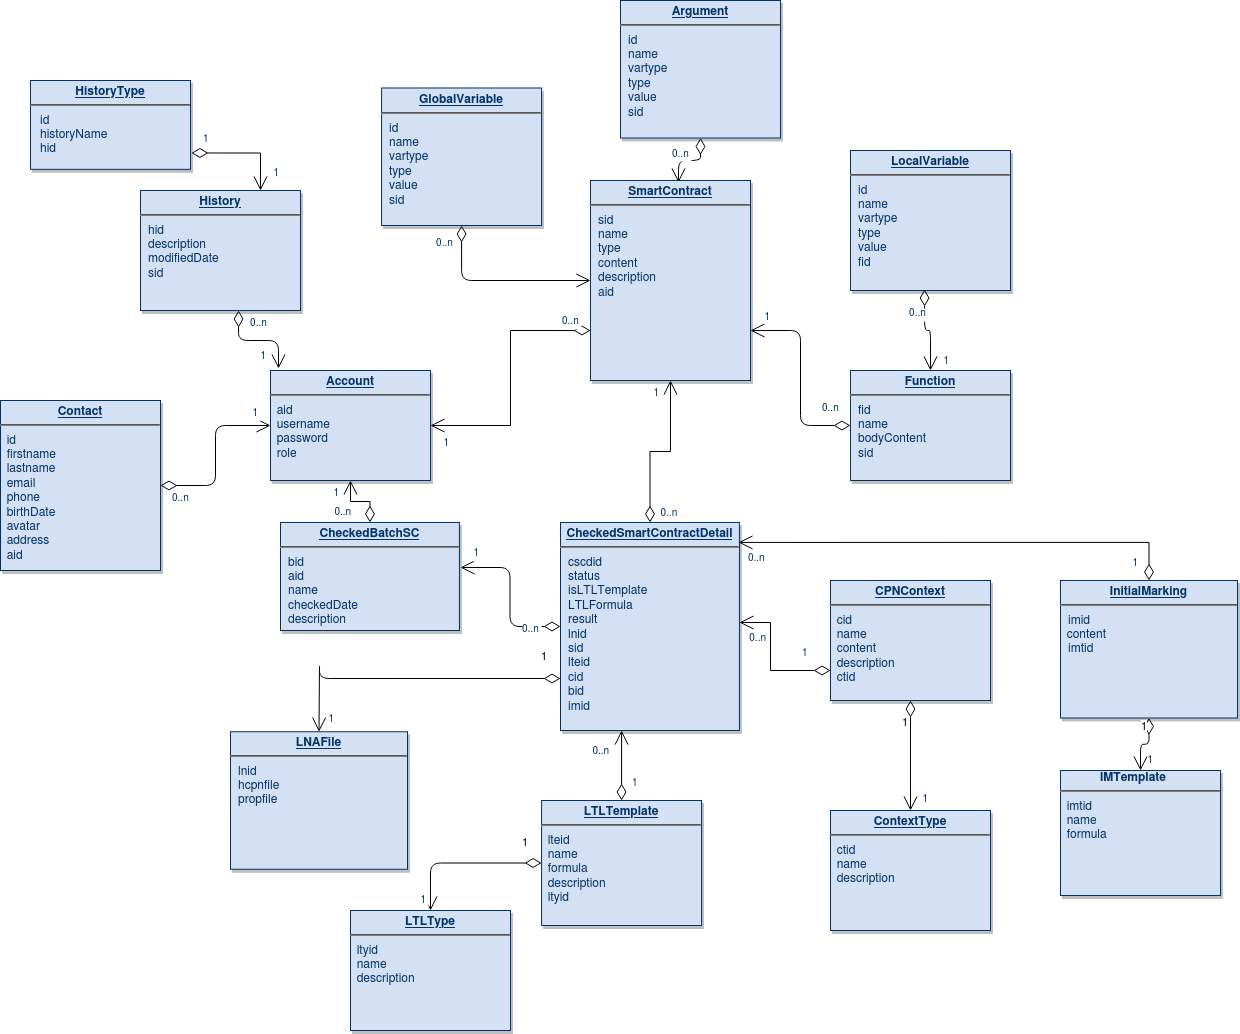 Argument
id
name
vartype
type
value
sid
0..n
HistoryType
id
historyName
hid
1
1
GlobalVariable
id
name
vartype
type
value
sid
0..n
LocalVariable
id
name
vartype
type
value
fid
0..n
1
History
hid
description
modifiedDate
sid
0..n
1
SmartContract
sid
name
type
content
description
aid
0..n
1
1
1
Function
fid
name
bodyContent
sid
0..n
Account
aid
username
password
role
1
1
Contact
id
firstname
lastname
email
phone
birthDate
avatar
address
aid
0..n
0..n
CheckedBatchSC
bid
aid
name
checkedDate
description
1
0..n
0..n
CheckedSmartContractDetail
cscdid
status
isLTLTemplate
LTLFormula
result
lnid
sid
lteid
cid
bid
imid
1
0..n
0..n
0..n
1
CPNContext
cid
name
content
description
ctid
1
1
1
InitialMarking
imid
content
imtid
1
1
LNAFile
lnid
hcpnfile
propfile
1
LTLTemplate
lteid
name
formula
description
ltyid
1
1
1
LTLType
ltyid
name
description
ContextType
ctid
name
description
IMTemplate
imtid
name
formula